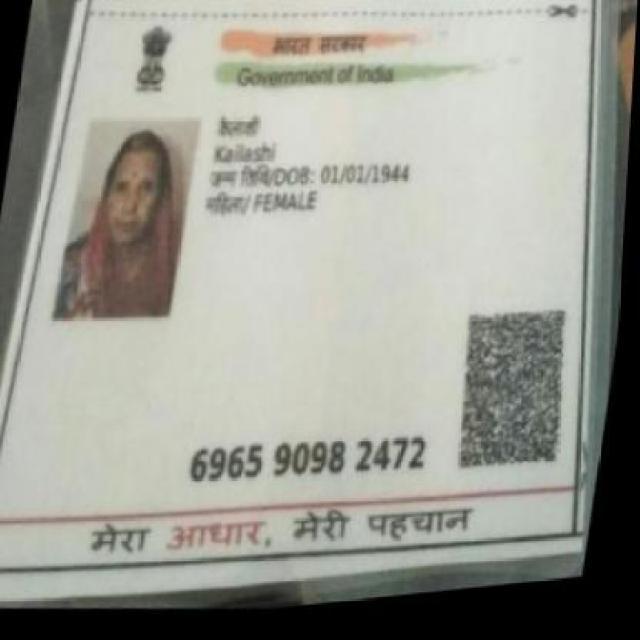 भारत सरकार
Government of India
कैलाशी
Kailashi
जन्म तिथि/DOB: 01/01/1944
महिला/ FEMALE
6965 9098 2472
मेरा आधार, मेरी पहचान